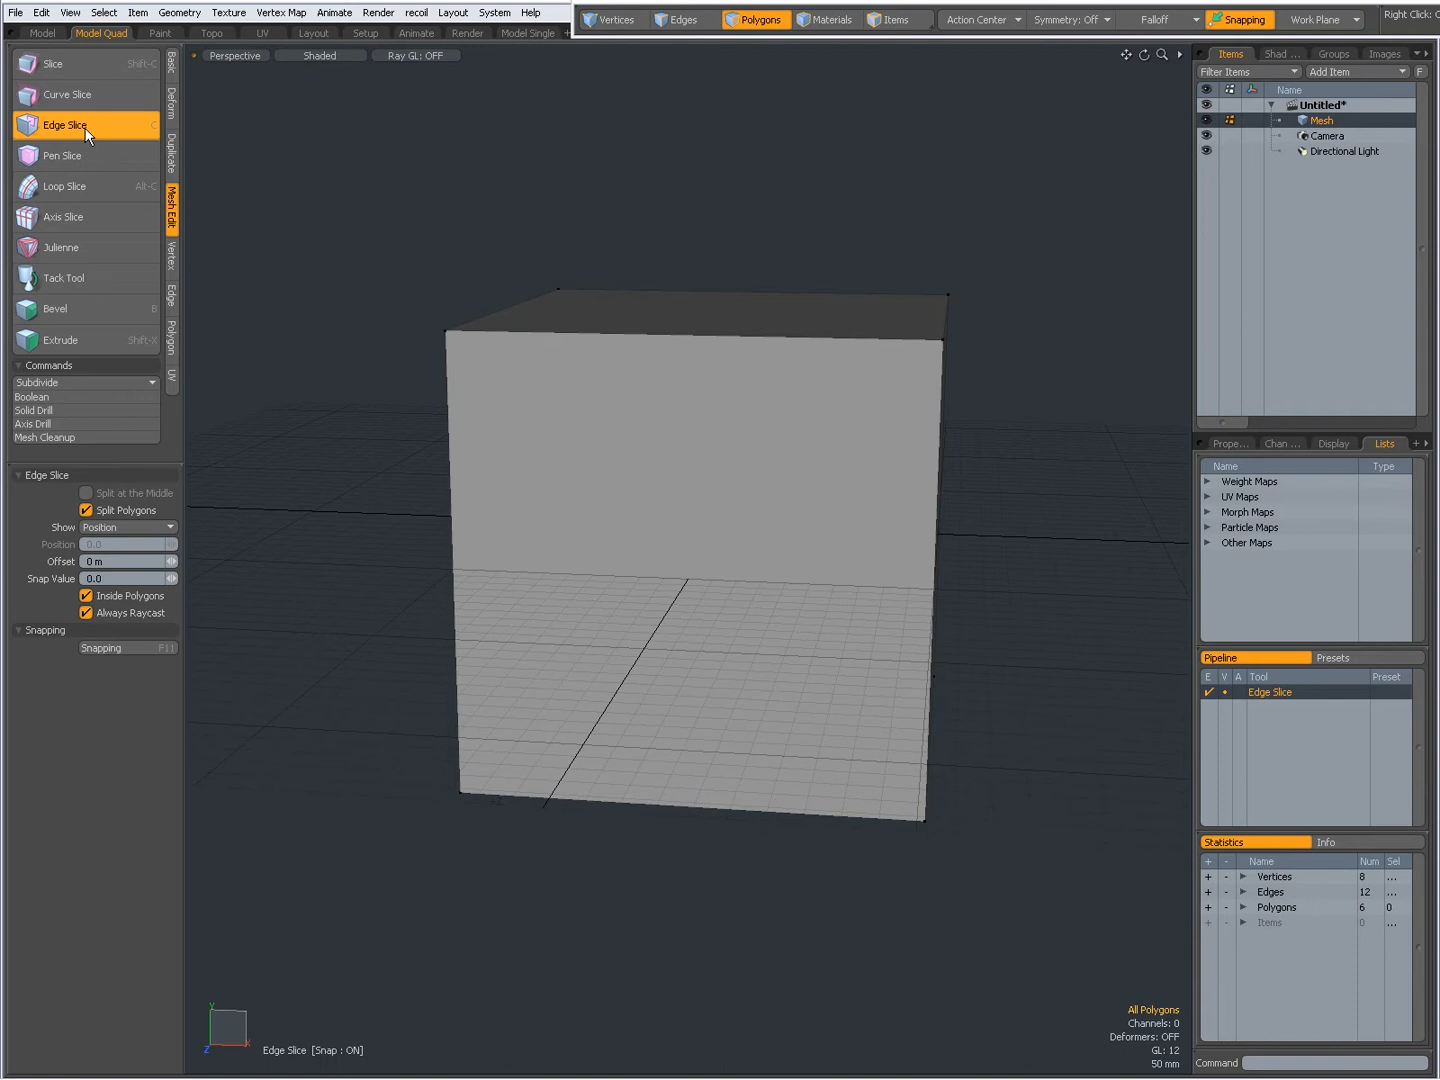 File Edit View Select Item Geometry Texture Vertex Map Animate Render recoil Layout System Help
Vertices Edges Polygons Materials Items Action Center Symmetry: Off Falloff Snapping Work Plane Right Click: C
Model Model Quad Paint Topo UV Layout Setup Animate Render Model Single +
Perspective Shaded Ray GL: OFF
Slice Shift-C
Curve Slice
Edge Slice C
Pen Slice
Loop Slice Alt-C
Axis Slice
Julienne
Tack Tool
Bevel B
Extrude Shift-X
Basic
Deform
Duplicate
Mesh Edit
Vertex
Edge
Polygon
UV
Commands
Subdivide
Boolean
Solid Drill
Axis Drill
Mesh Cleanup
Edge Slice
Split at the Middle
Split Polygons
Show Position
Position 0.0
Offset 0 m
Snap Value 0.0
Inside Polygons
Always Raycast
Snapping
Snapping F11
Y
Z X
Edge Slice [Snap : ON]
All Polygons
Channels: 0
Deformers: OFF
GL: 12
50 mm
Items Shad ... Groups Images
Filter Items Add Item F
Name
Untitled*
Mesh
Camera
Directional Light
Prope... Chan ... Display Lists +
Name Type
Weight Maps
UV Maps
Morph Maps
Particle Maps
Other Maps
Pipeline Presets
E V A Tool Preset
Edge Slice
Statistics Info
+ - Name Num Sel
+ - Vertices 8 ...
+ - Edges 12 ...
+ - Polygons 6 0
+ - Items 0 ...
Command